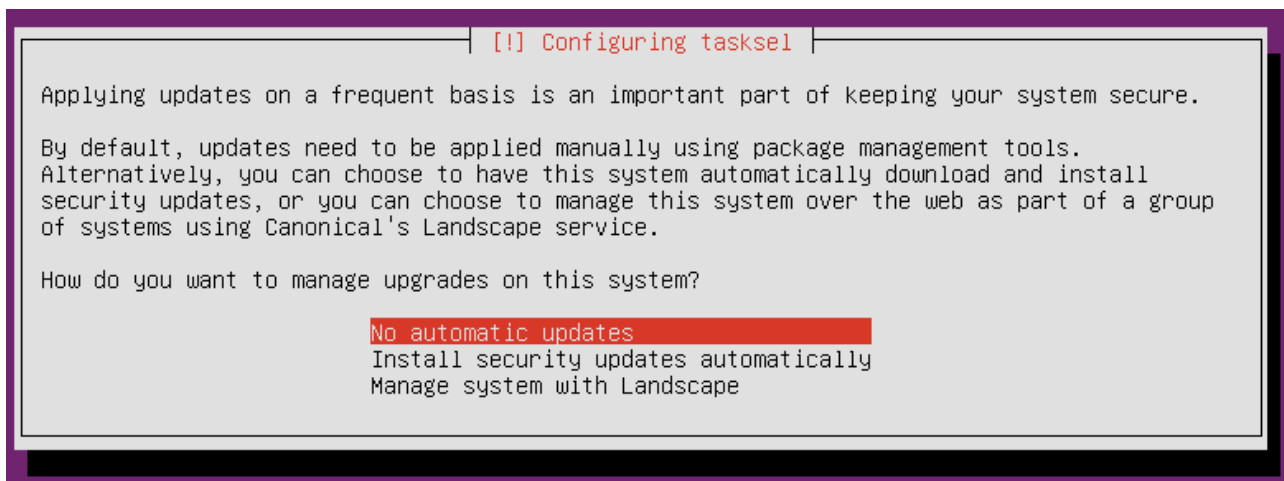 [!] Configuring tasksel
Applying updates on a frequent basis is an important part of keeping your system secure.
By default, updates need to be applied manually using package management tools.
Alternatively, you can choose to have this system automatically download and install
security updates, or you can choose to manage this system over the web as part of a group
of systems using Canonical's Landscape service.
How do you want to manage upgrades on this system?
No automatic updates
Install security updates automatically
Manage system with Landscape